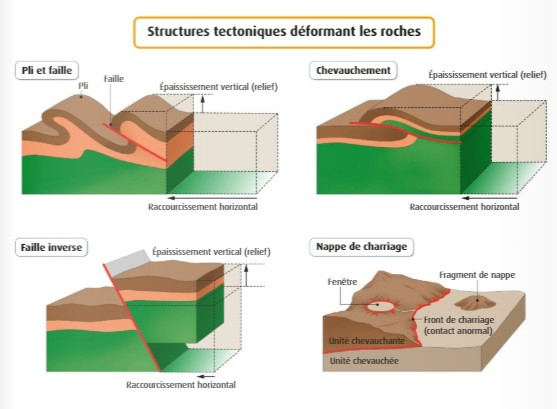 Structures tectoniques déformant les roches
Pli et faille
Pli
Faille
Épaississement vertical (relief)
Raccourcissement horizontal
Chevauchement
Épaississement vertical (relief)
Raccourcissement horizontal
Faille inverse
Épaississement vertical (relief)
Raccourcissement horizontal
Nappe de charriage
Fenêtre
Fragment de nappe
Front de charriage
(contact anormal)
Unité chevauchante
Unité chevauchée